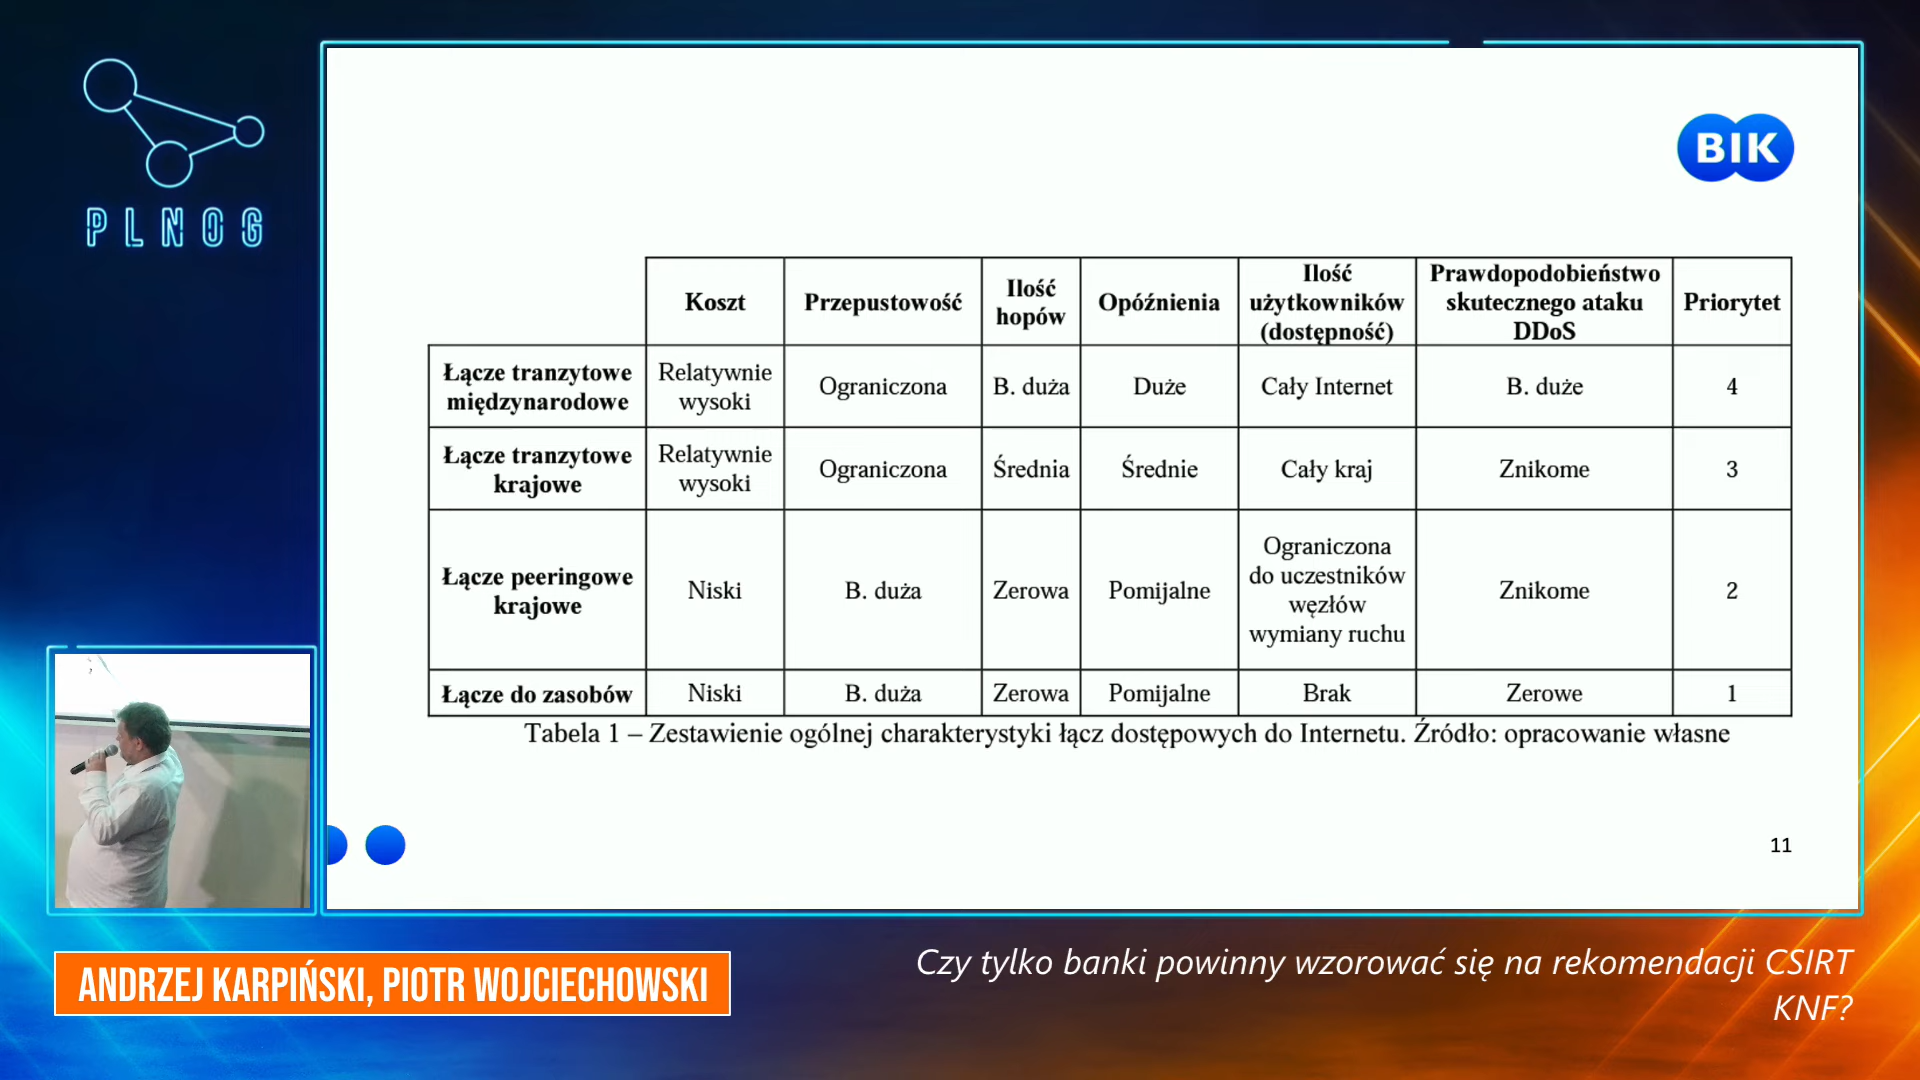 PLNOG
BIK
Koszt
Przepustowość
Ilość
hopów
Opóźnienia
Ilość
użytkowników
(dostępność)
Prawdopodobieństwo
skutecznego ataku
DDoS
Priorytet
Łącze tranzytowe
międzynarodowe
Relatywnie
wysoki
Ograniczona
B. duża
Duże
Cały Internet
B. duże
4
Łącze tranzytowe
krajowe
Relatywnie
wysoki
Ograniczona
Średnia
Średnie
Cały kraj
Znikome
3
Łącze peeringowe
krajowe
Niski
B. duża
Zerowa
Pomijalne
Ograniczona
do uczestników
węzłów
wymiany ruchu
Znikome
2
Łącze do zasobów
Niski
B. duża
Zerowa
Pomijalne
Brak
Zerowe
1
Tabela 1 – Zestawienie ogólnej charakterystyki łącz dostępowych do Internetu. Źródło: opracowanie własne
11
ANDRZEJ KARPIŃSKI, PIOTR WOJCIECHOWSKI
Czy tylko banki powinny wzorować się na rekomendacji CSIRT
KNF?